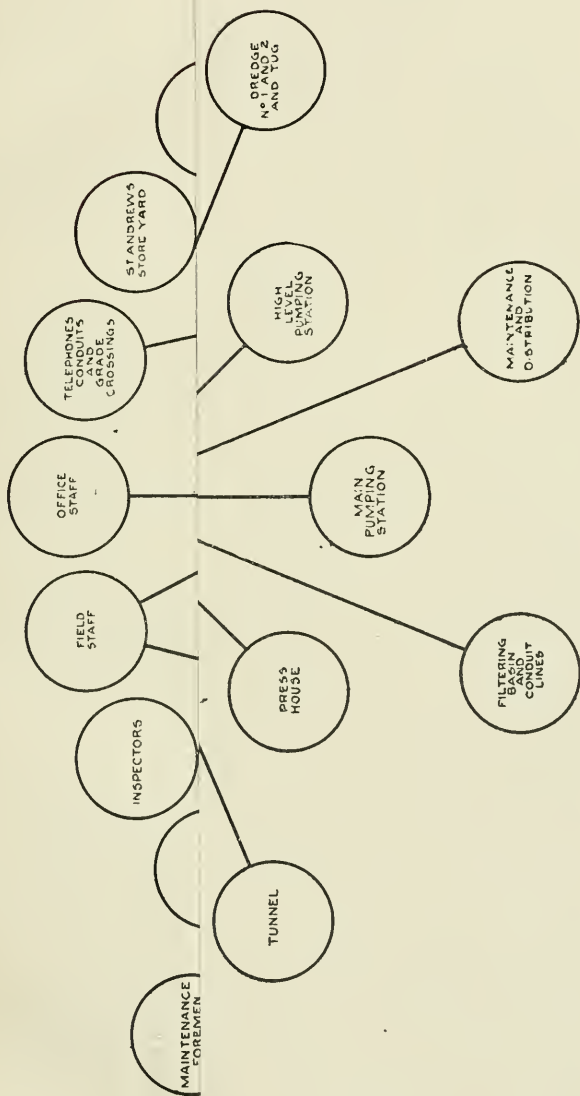 MAINTENANCE
FOREMEN
INSPECTORS
FIELD
STAFF
OFFICE
STAFF
TELEPHONES
CONDUITS
AND
GRADE
CROSSINGS
ST ANDREWS
STORE YARD
TUNNEL
PRESS
HOUSE
MAIN
PUMPING
STATION
HIGH
LEVEL
PUMPING
STATION
DREDGE
Nº 1 AND 2
AND TUG
FILTERING
BASIN
AND
CONDUIT
LINES
MAINTENANCE
AND
DISTRIBUTION